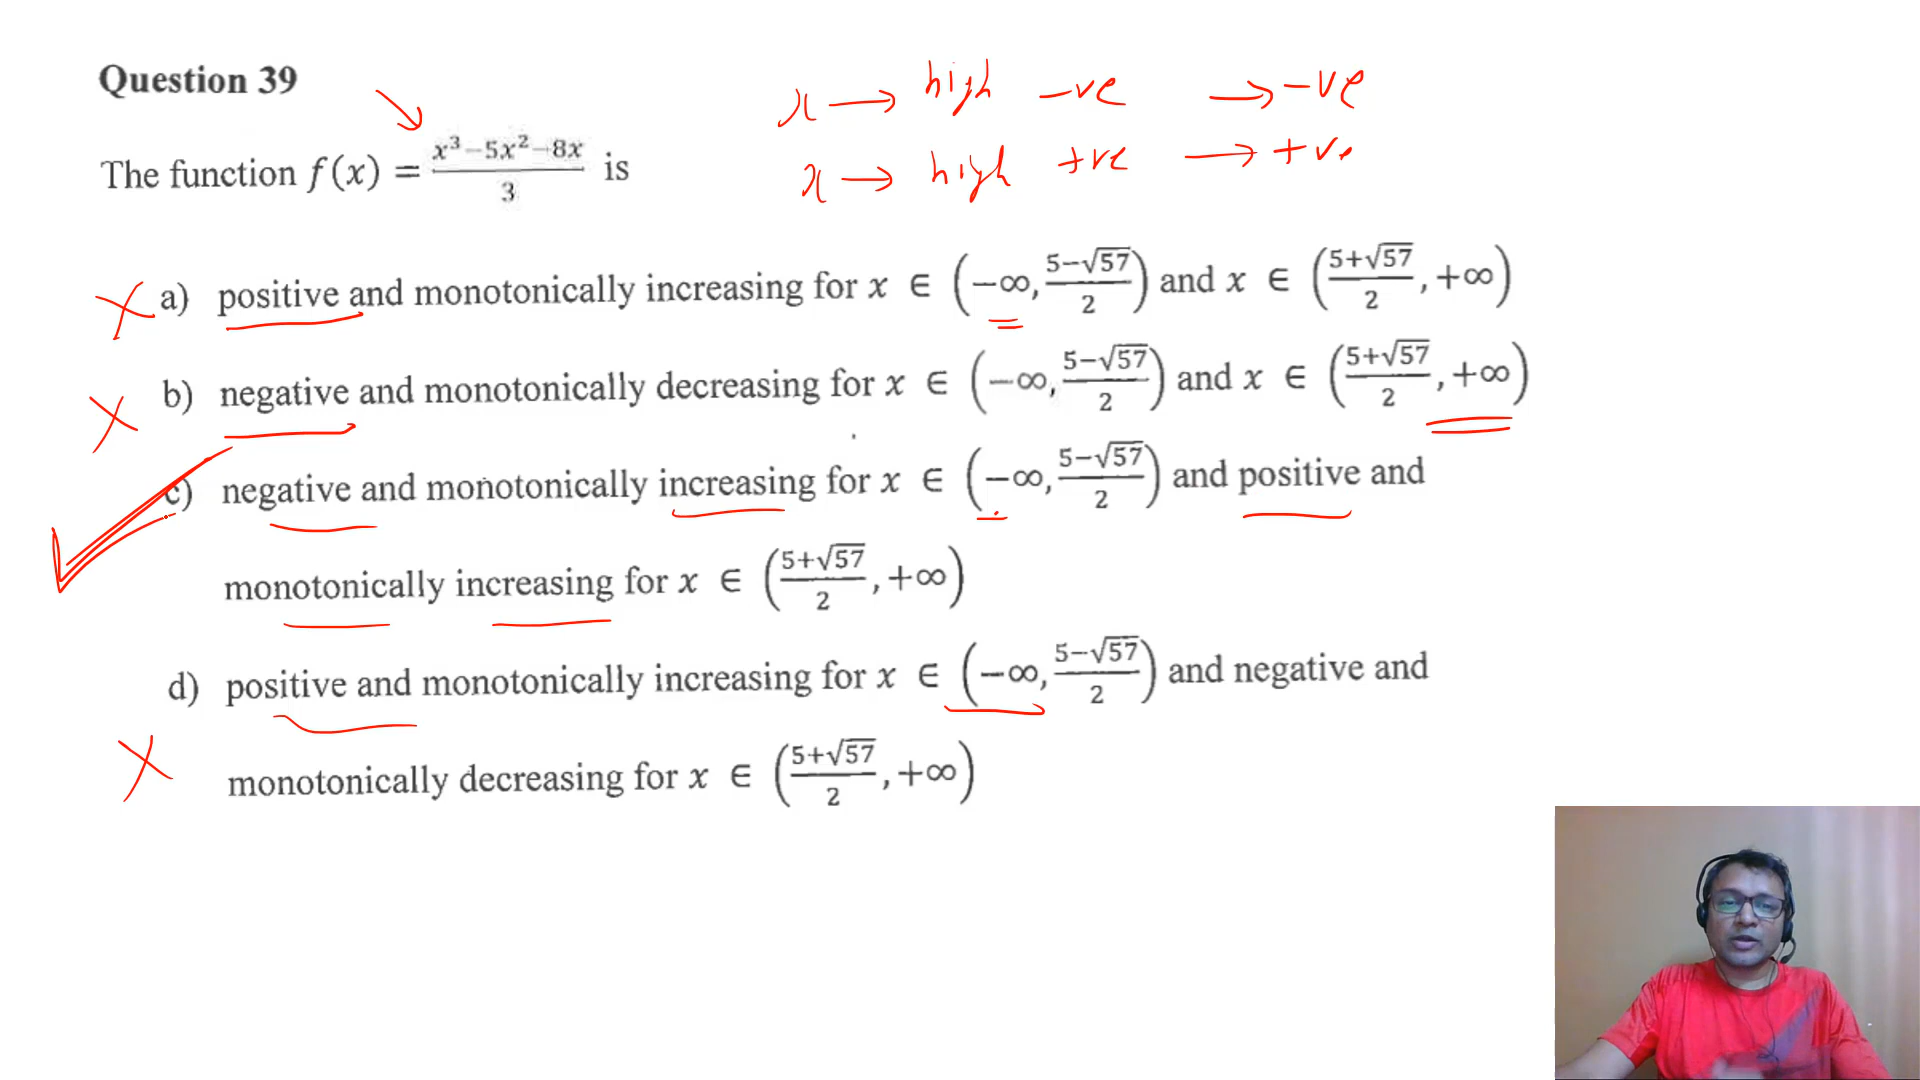 Question 39
x → high -ve → -ve
x → high +ve → +ve
The function f(x) = (x³-5x²-8x)/3 is
a) positive and monotonically increasing for x ∈ (-∞, (5-√57)/2) and x ∈ ((5+√57)/2, +∞)
b) negative and monotonically decreasing for x ∈ (-∞, (5-√57)/2) and x ∈ ((5+√57)/2, +∞)
c) negative and monotonically increasing for x ∈ (-∞, (5-√57)/2) and positive and
monotonically increasing for x ∈ ((5+√57)/2, +∞)
d) positive and monotonically increasing for x ∈ (-∞, (5-√57)/2) and negative and
monotonically decreasing for x ∈ ((5+√57)/2, +∞)